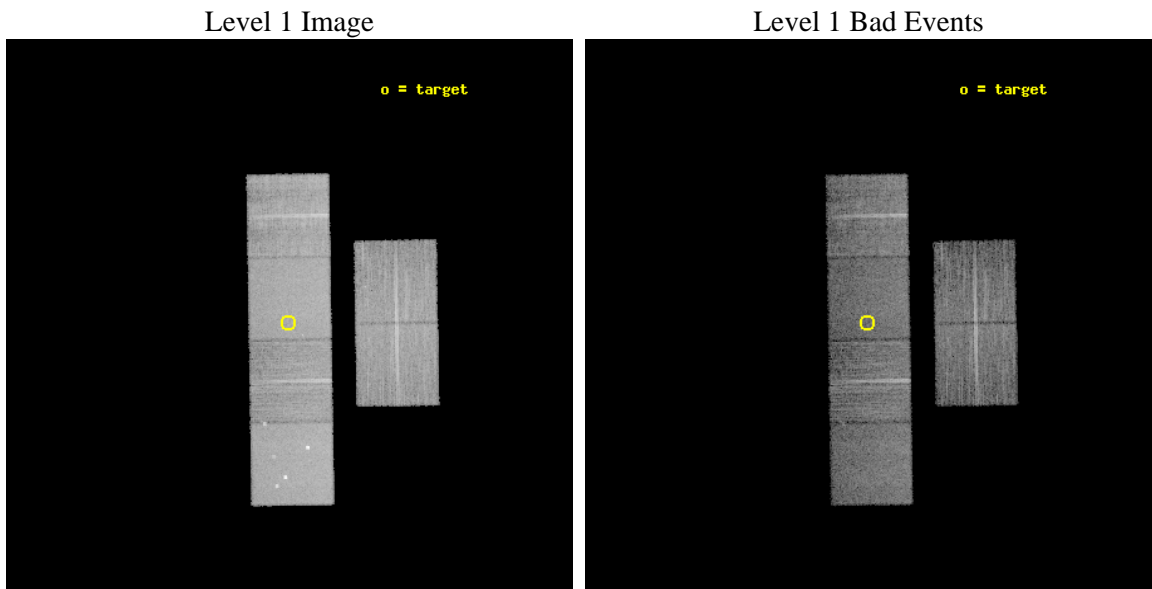 Level 1 Image
Level 1 Bad Events
o = target
o = target